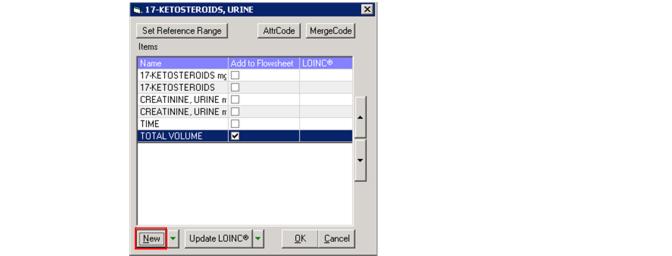 17-KETOSTEROIDS, URINE
Set Reference Range AttrCode MergeCode
Items
Name Add to Flowsheet LOINC®
17-KETOSTEROIDS mg
17-KETOSTEROIDS
CREATININE, URINE m
CREATININE, URINE m
TIME
TOTAL VOLUME
New Update LOINC® OK Cancel